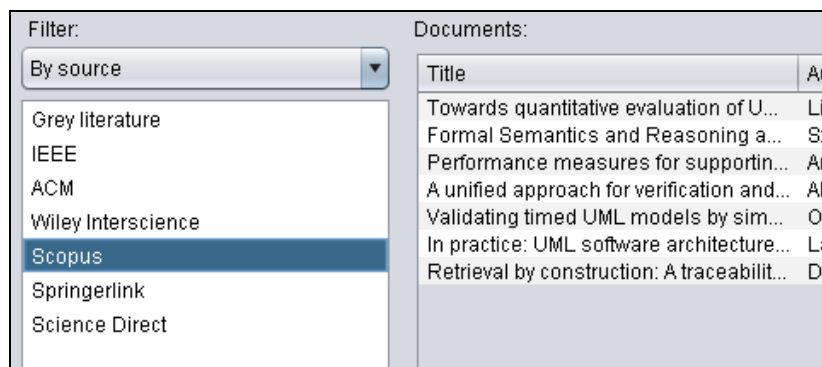 Filter:
By source
Grey literature
IEEE
ACM
Wiley Interscience
Scopus
Springerlink
Science Direct
Documents:
Title
Towards quantitative evaluation of U...
Formal Semantics and Reasoning a...
Performance measures for supportin...
A unified approach for verification and...
Validating timed UML models by sim...
In practice: UML software architecture...
Retrieval by construction: A traceabilit...